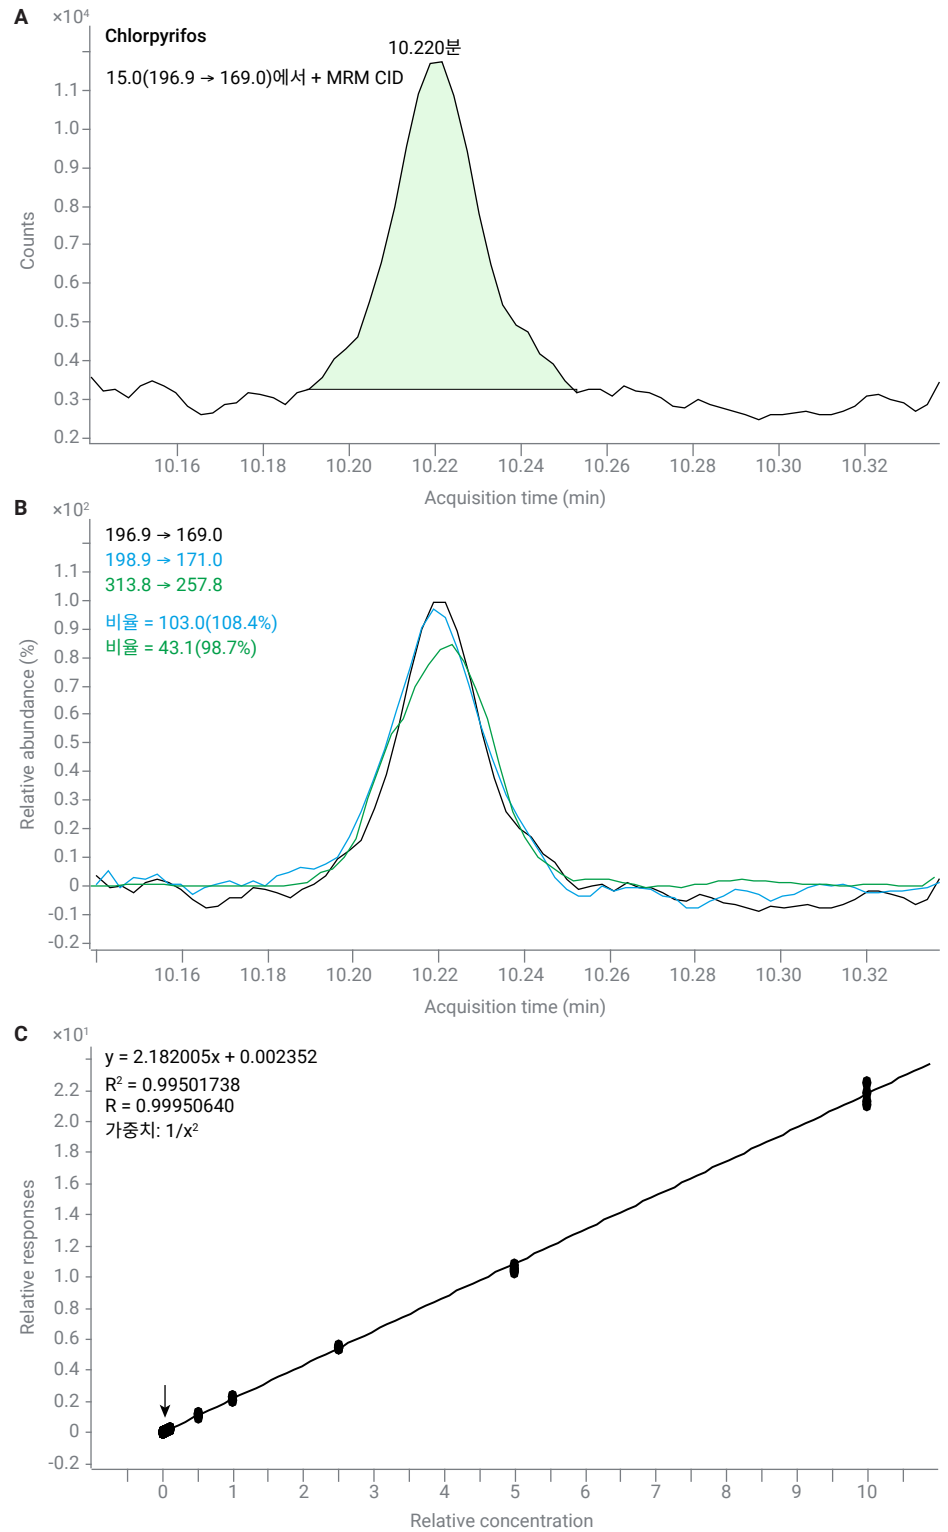 A
×10⁴
Chlorpyrifos
10.220분
15.0(196.9 → 169.0)에서 + MRM CID
1.1
1.0
0.9
0.8
0.7
0.6
0.5
0.4
0.3
0.2
Counts
10.16 10.18 10.20 10.22 10.24 10.26 10.28 10.30 10.32
Acquisition time (min)
B
×10²
196.9 → 169.0
198.9 → 171.0
313.8 → 257.8
비율 = 103.0(108.4%)
비율 = 43.1(98.7%)
1.1
1.0
0.9
0.8
0.7
0.6
0.5
0.4
0.3
0.2
0.1
0
-0.1
-0.2
Relative abundance (%)
10.16 10.18 10.20 10.22 10.24 10.26 10.28 10.30 10.32
Acquisition time (min)
C
×10¹
y = 2.182005x + 0.002352
R² = 0.99501738
R = 0.99950640
가중치: 1/x²
2.2
2.0
1.8
1.6
1.4
1.2
1.0
0.8
0.6
0.4
0.2
0
-0.2
Relative responses
0 1 2 3 4 5 6 7 8 9 10
Relative concentration